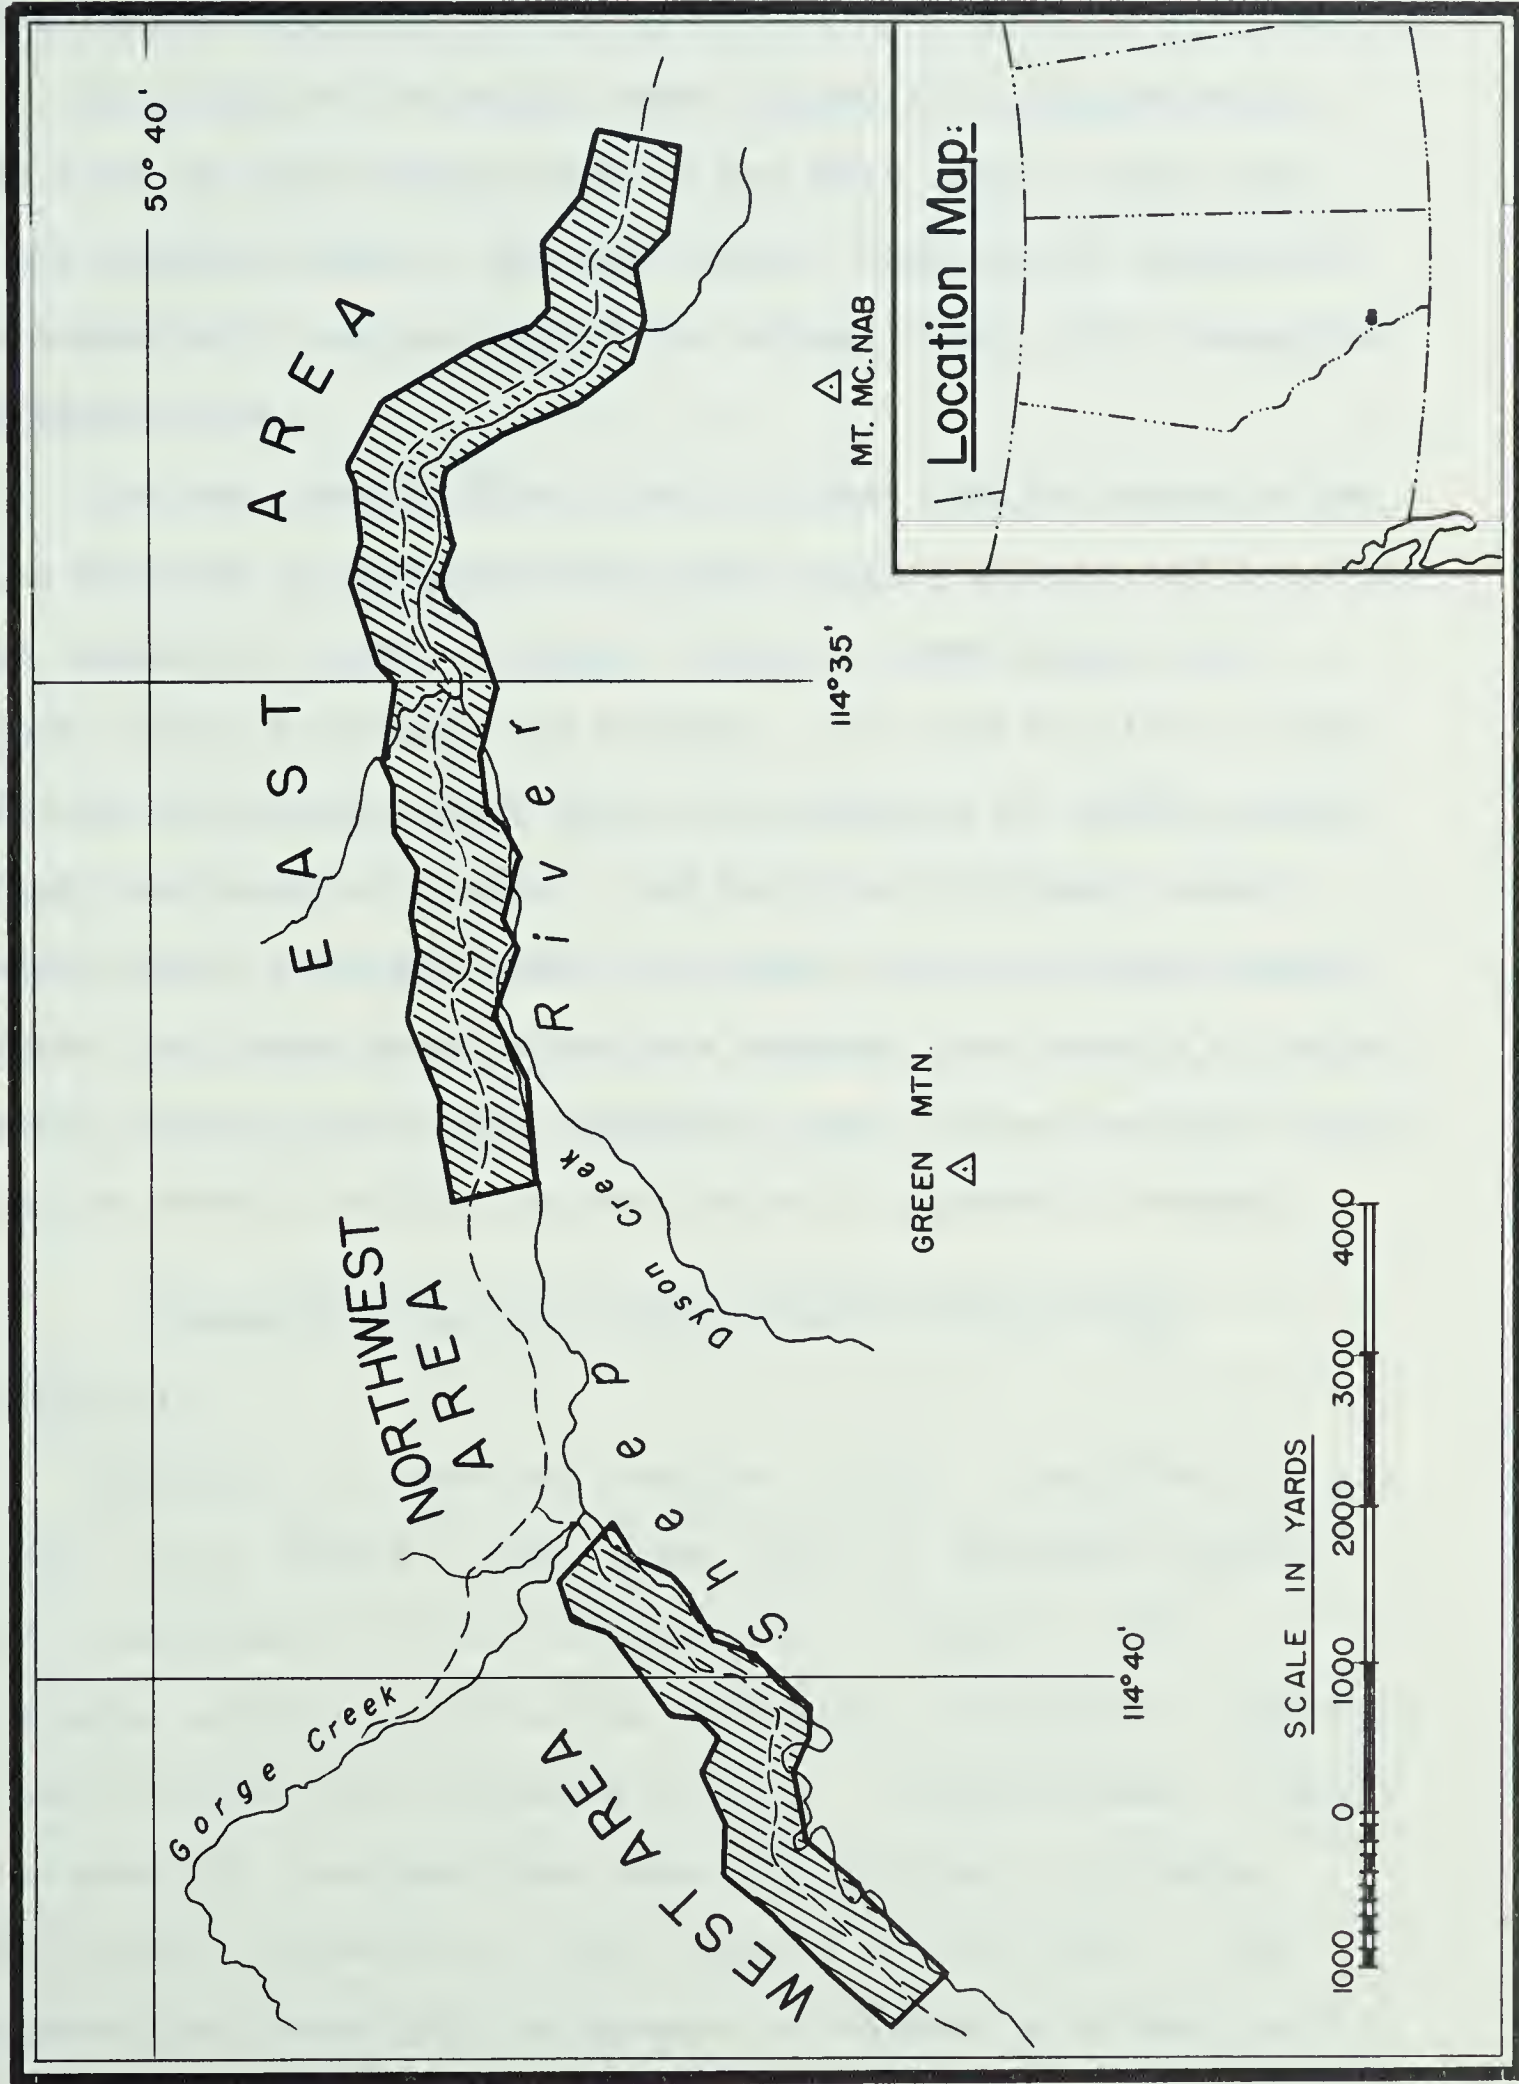 50° 40'
EAST AREA
NORTHWEST
AREA
WEST AREA
Gorge Creek
Sheep River
Dyson Creek
114° 35'
114° 40'
MT. MC. NAB
GREEN MTN.
Location Map:
SCALE IN YARDS
1000 0 1000 2000 3000 4000